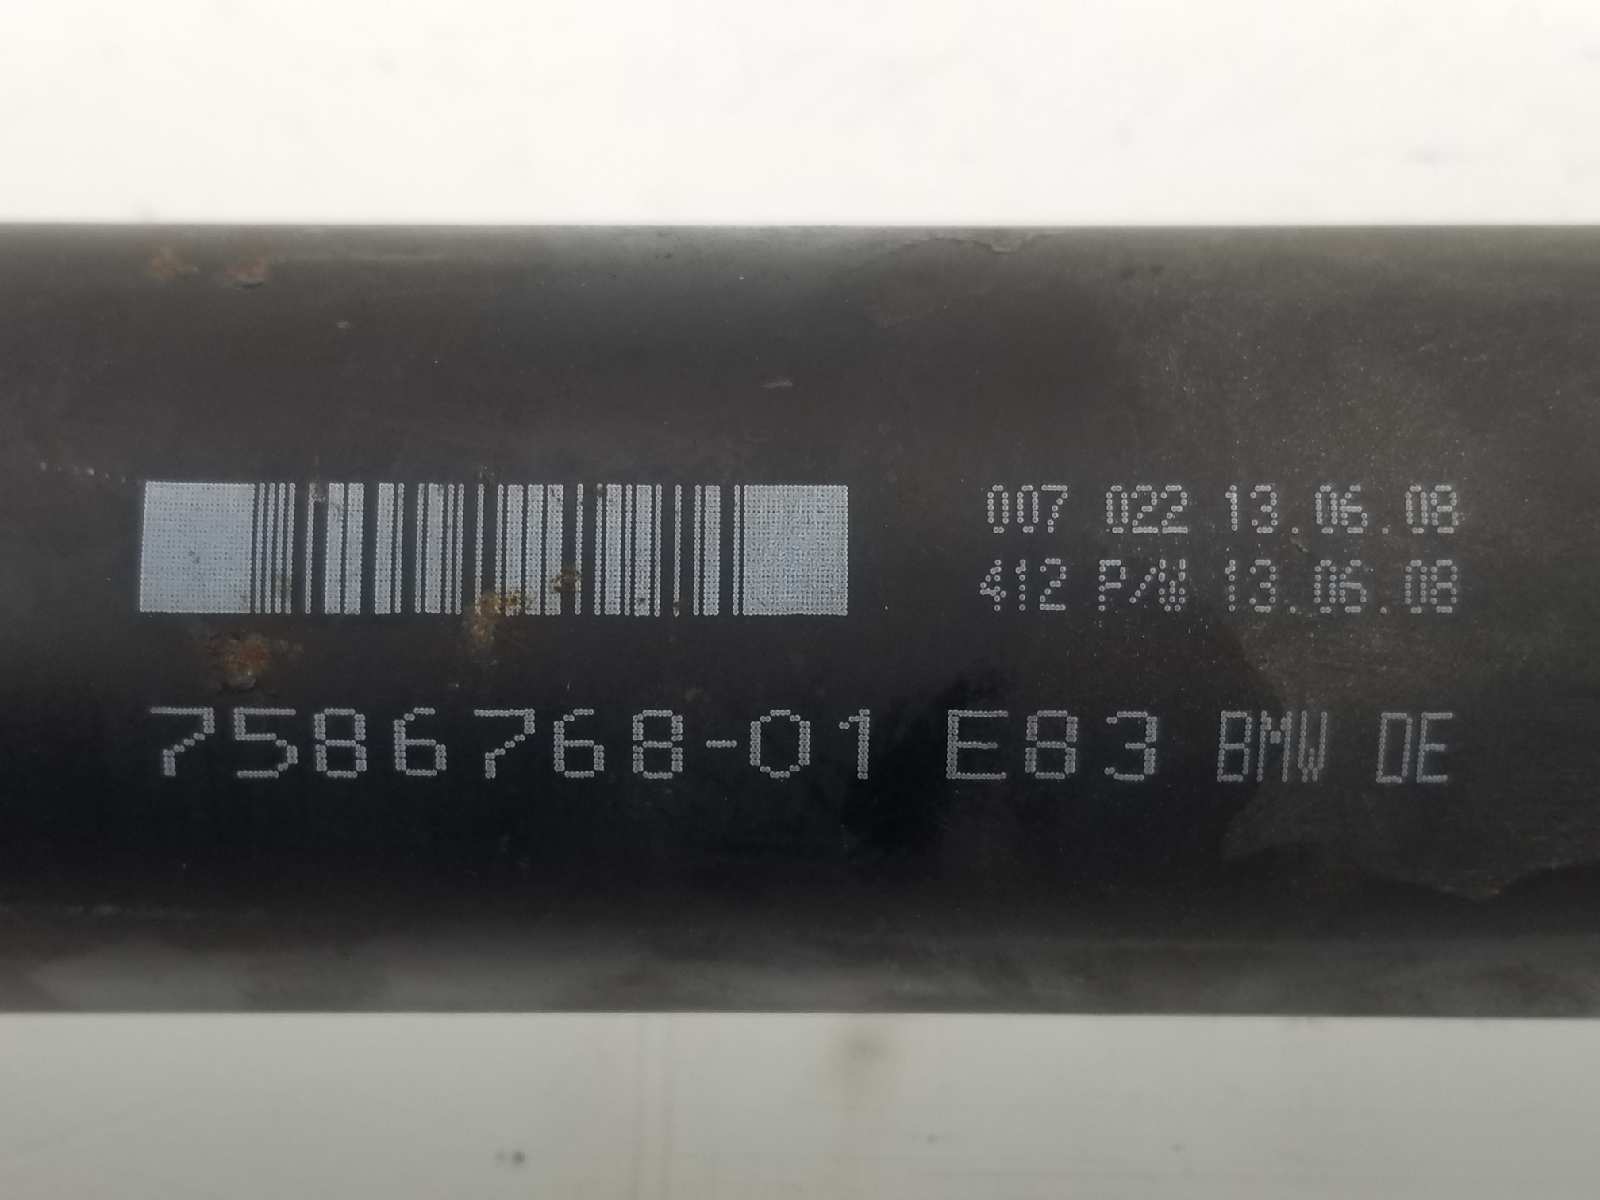 007 022 13.06.08
412 P/N 13.06.08
7586768-01 E83 BMW DE